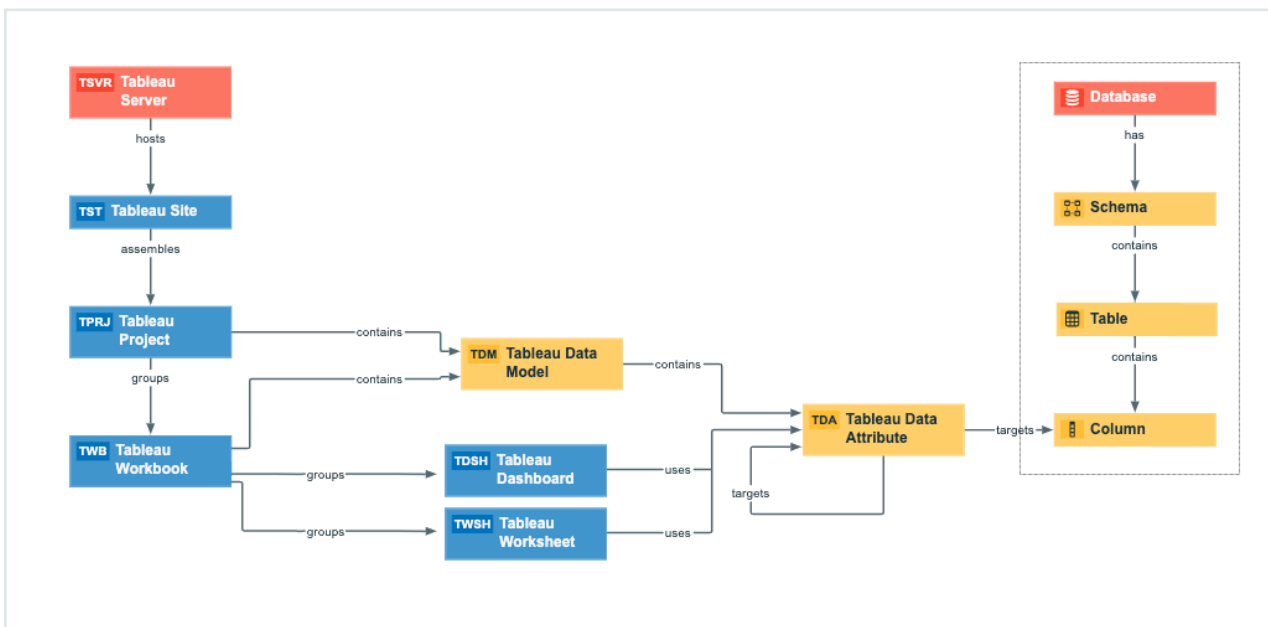 TSVR Tableau
Server
hosts
TST Tableau Site
assembles
TPRJ Tableau
Project
groups
TWB Tableau
Workbook
contains
contains
groups
groups
TDM Tableau Data
Model
TDSH Tableau
Dashboard
TWSH Tableau
Worksheet
contains
uses
uses
TDA Tableau Data
Attribute
targets
targets
Database
has
Schema
contains
Table
contains
Column